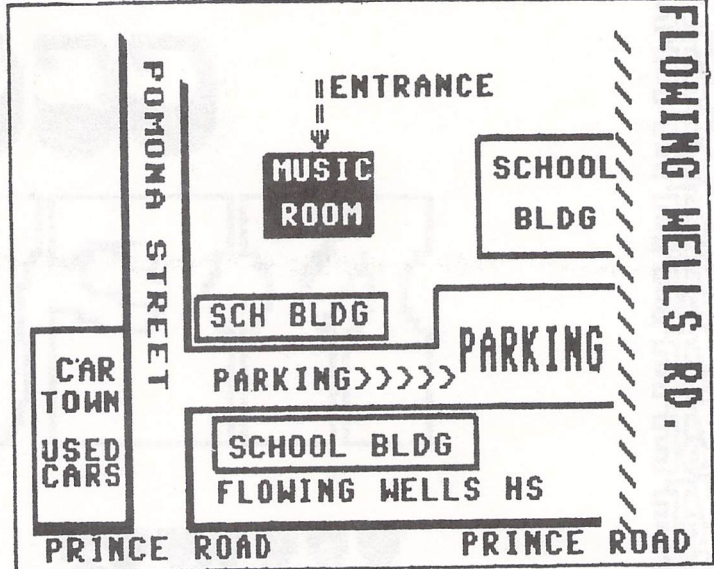 FLOWING WELLS RD.
POMONA STREET
ENTRANCE
MUSIC
ROOM
SCHOOL
BLDG
SCH BLDG
PARKING
PARKING>>>>>
CAR
TOWN
USED
CARS
SCHOOL BLDG
FLOWING WELLS HS
PRINCE ROAD
PRINCE ROAD